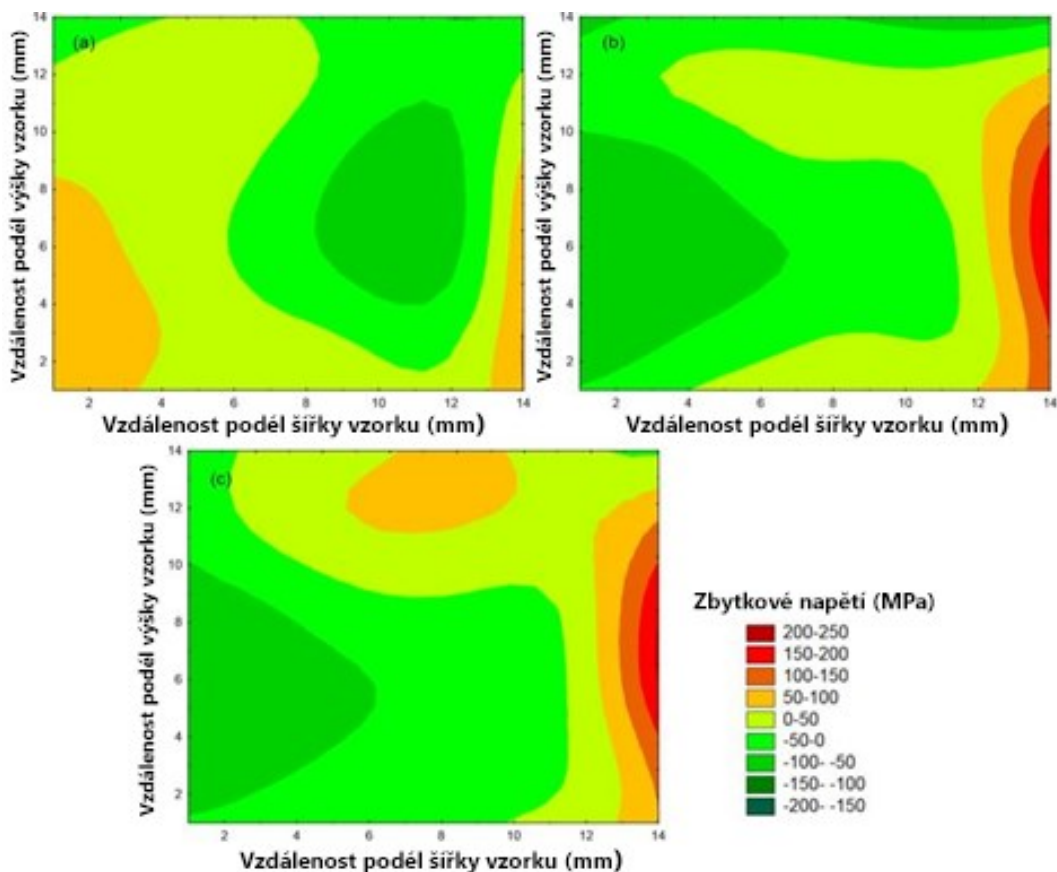 (a)
Vzdálenost podél výšky vzorku (mm)
14
12
10
8
6
4
2
2 4 6 8 10 12 14
Vzdálenost podél šířky vzorku (mm)
(b)
Vzdálenost podél výšky vzorku (mm)
14
12
10
8
6
4
2
2 4 6 8 10 12 14
Vzdálenost podél šířky vzorku (mm)
(c)
Vzdálenost podél výšky vzorku (mm)
14
12
10
8
6
4
2
2 4 6 8 10 12 14
Vzdálenost podél šířky vzorku (mm)
Zbytkové napětí (MPa)
200-250
150-200
100-150
50-100
0-50
-50-0
-100- -50
-150- -100
-200- -150